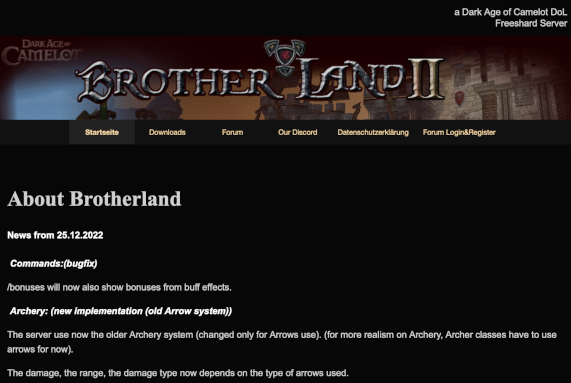 a Dark Age of Camelot DoL
Freeshard Server
DARK AGE OF
CAMELOT
BROTHER LAND II
Startseite Downloads Forum Our Discord Datenschutzerklärung Forum Login&Register
About Brotherland
News from 25.12.2022
Commands:(bugfix)
/bonuses will now also show bonuses from buff effects.
Archery: (new implementation (old Arrow system))
The server use now the older Archery system (changed only for Arrows use). (for more realism on Archery, Archer classes have to use
arrows for now).
The damage, the range, the damage type now depends on the type of arrows used.